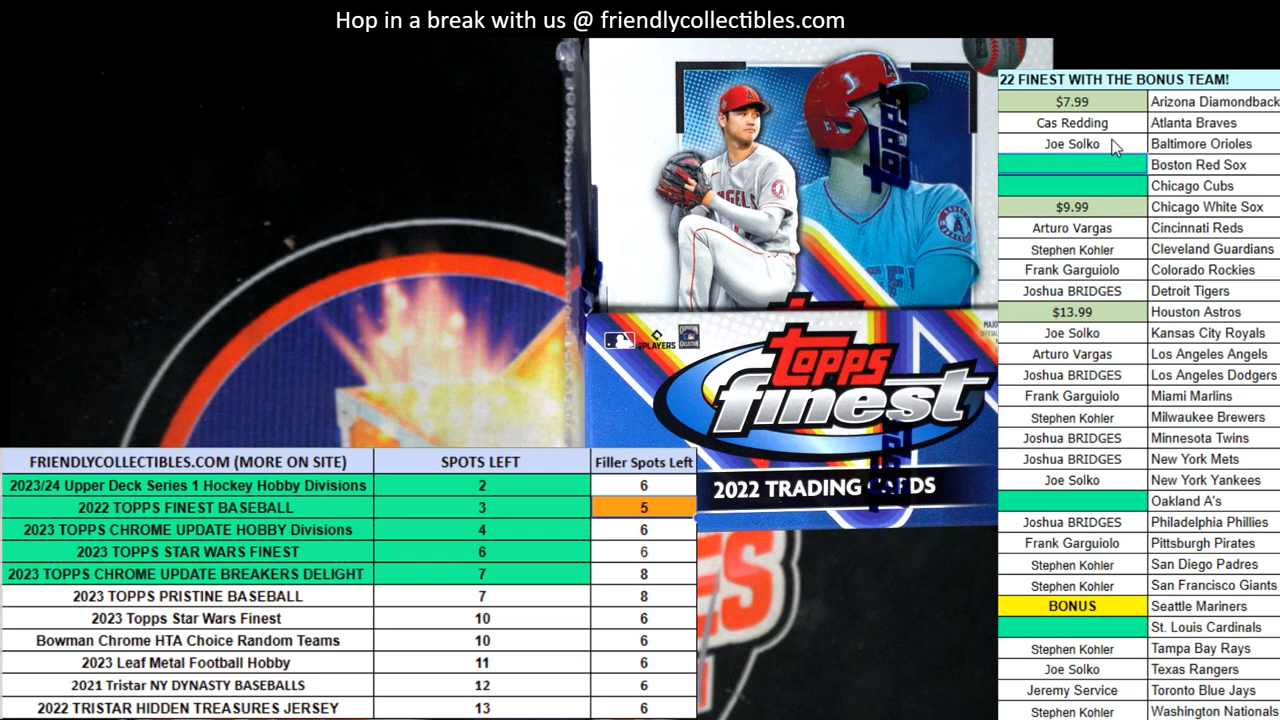 Hop in a break with us @ friendlycollectibles.com
topps
ANGELS
PLAYERS
topps
finest
2022 TRADING CARDS
topps
22 FINEST WITH THE BONUS TEAM!
$7.99 Arizona Diamondback
Cas Redding Atlanta Braves
Joe Solko Baltimore Orioles
Boston Red Sox
Chicago Cubs
$9.99 Chicago White Sox
Arturo Vargas Cincinnati Reds
Stephen Kohler Cleveland Guardians
Frank Garguiolo Colorado Rockies
Joshua BRIDGES Detroit Tigers
$13.99 Houston Astros
Joe Solko Kansas City Royals
Arturo Vargas Los Angeles Angels
Joshua BRIDGES Los Angeles Dodgers
Frank Garguiolo Miami Marlins
Stephen Kohler Milwaukee Brewers
Joshua BRIDGES Minnesota Twins
Joshua BRIDGES New York Mets
Joe Solko New York Yankees
Oakland A's
Joshua BRIDGES Philadelphia Phillies
Frank Garguiolo Pittsburgh Pirates
Stephen Kohler San Diego Padres
Stephen Kohler San Francisco Giants
BONUS Seattle Mariners
St. Louis Cardinals
Stephen Kohler Tampa Bay Rays
Joe Solko Texas Rangers
Jeremy Service Toronto Blue Jays
Stephen Kohler Washington Nationals
FRIENDLYCOLLECTIBLES.COM (MORE ON SITE) SPOTS LEFT Filler Spots Left
2023/24 Upper Deck Series 1 Hockey Hobby Divisions 2 6
2022 TOPPS FINEST BASEBALL 3 5
2023 TOPPS CHROME UPDATE HOBBY Divisions 4 6
2023 TOPPS STAR WARS FINEST 6 6
2023 TOPPS CHROME UPDATE BREAKERS DELIGHT 7 8
2023 TOPPS PRISTINE BASEBALL 7 8
2023 Topps Star Wars Finest 10 6
Bowman Chrome HTA Choice Random Teams 10 6
2023 Leaf Metal Football Hobby 11 6
2021 Tristar NY DYNASTY BASEBALLS 12 6
2022 TRISTAR HIDDEN TREASURES JERSEY 13 6